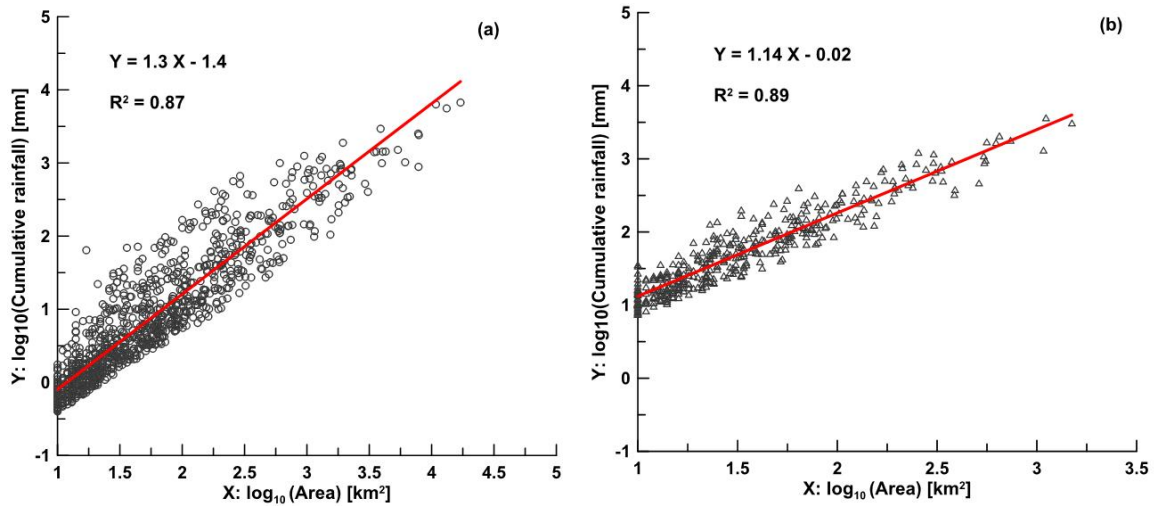 (a)
Y = 1.3 X - 1.4
R² = 0.87
Y: log10(Cumulative rainfall) [mm]
5
4
3
2
1
0
-1
1 1.5 2 2.5 3 3.5 4 4.5 5
X: log₁₀ (Area) [km²]
(b)
Y = 1.14 X - 0.02
R² = 0.89
Y: log10(Cumulative rainfall) [mm]
5
4
3
2
1
0
-1
1 1.5 2 2.5 3 3.5
X: log₁₀ (Area) [km²]